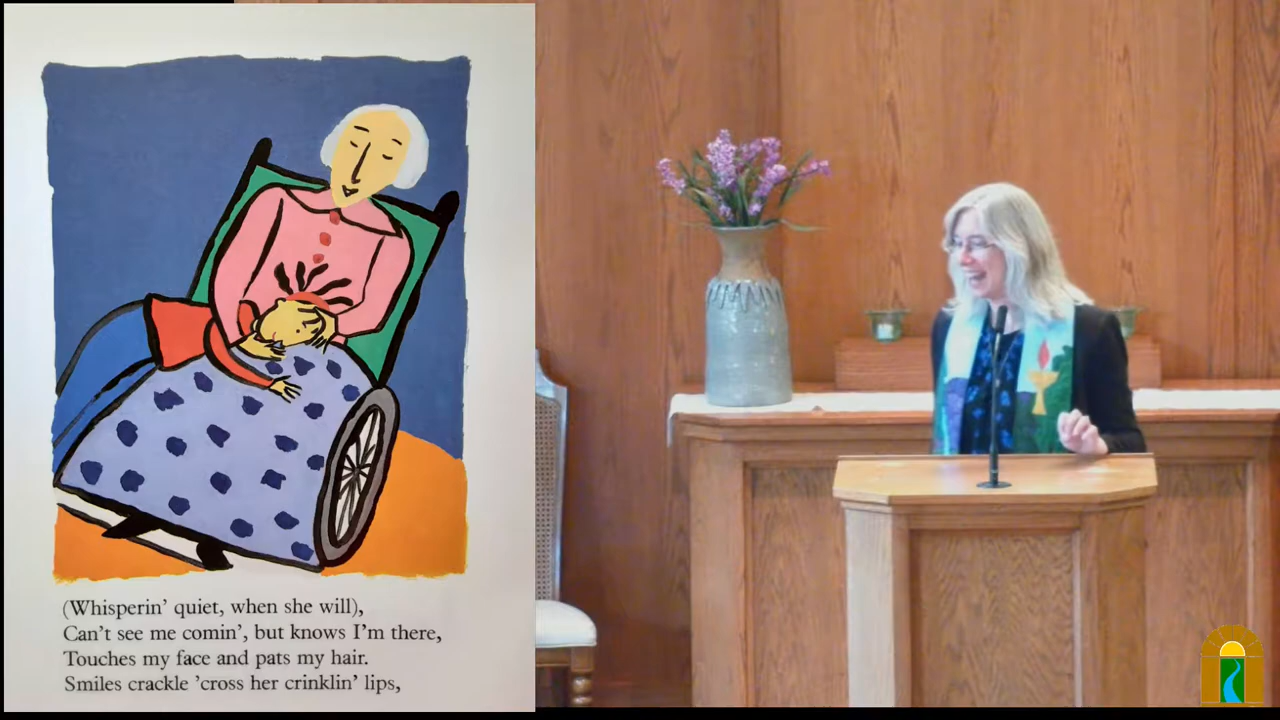 (Whisperin’ quiet, when she will),
Can’t see me comin’, but knows I’m there,
Touches my face and pats my hair.
Smiles crackle ’cross her crinklin’ lips,